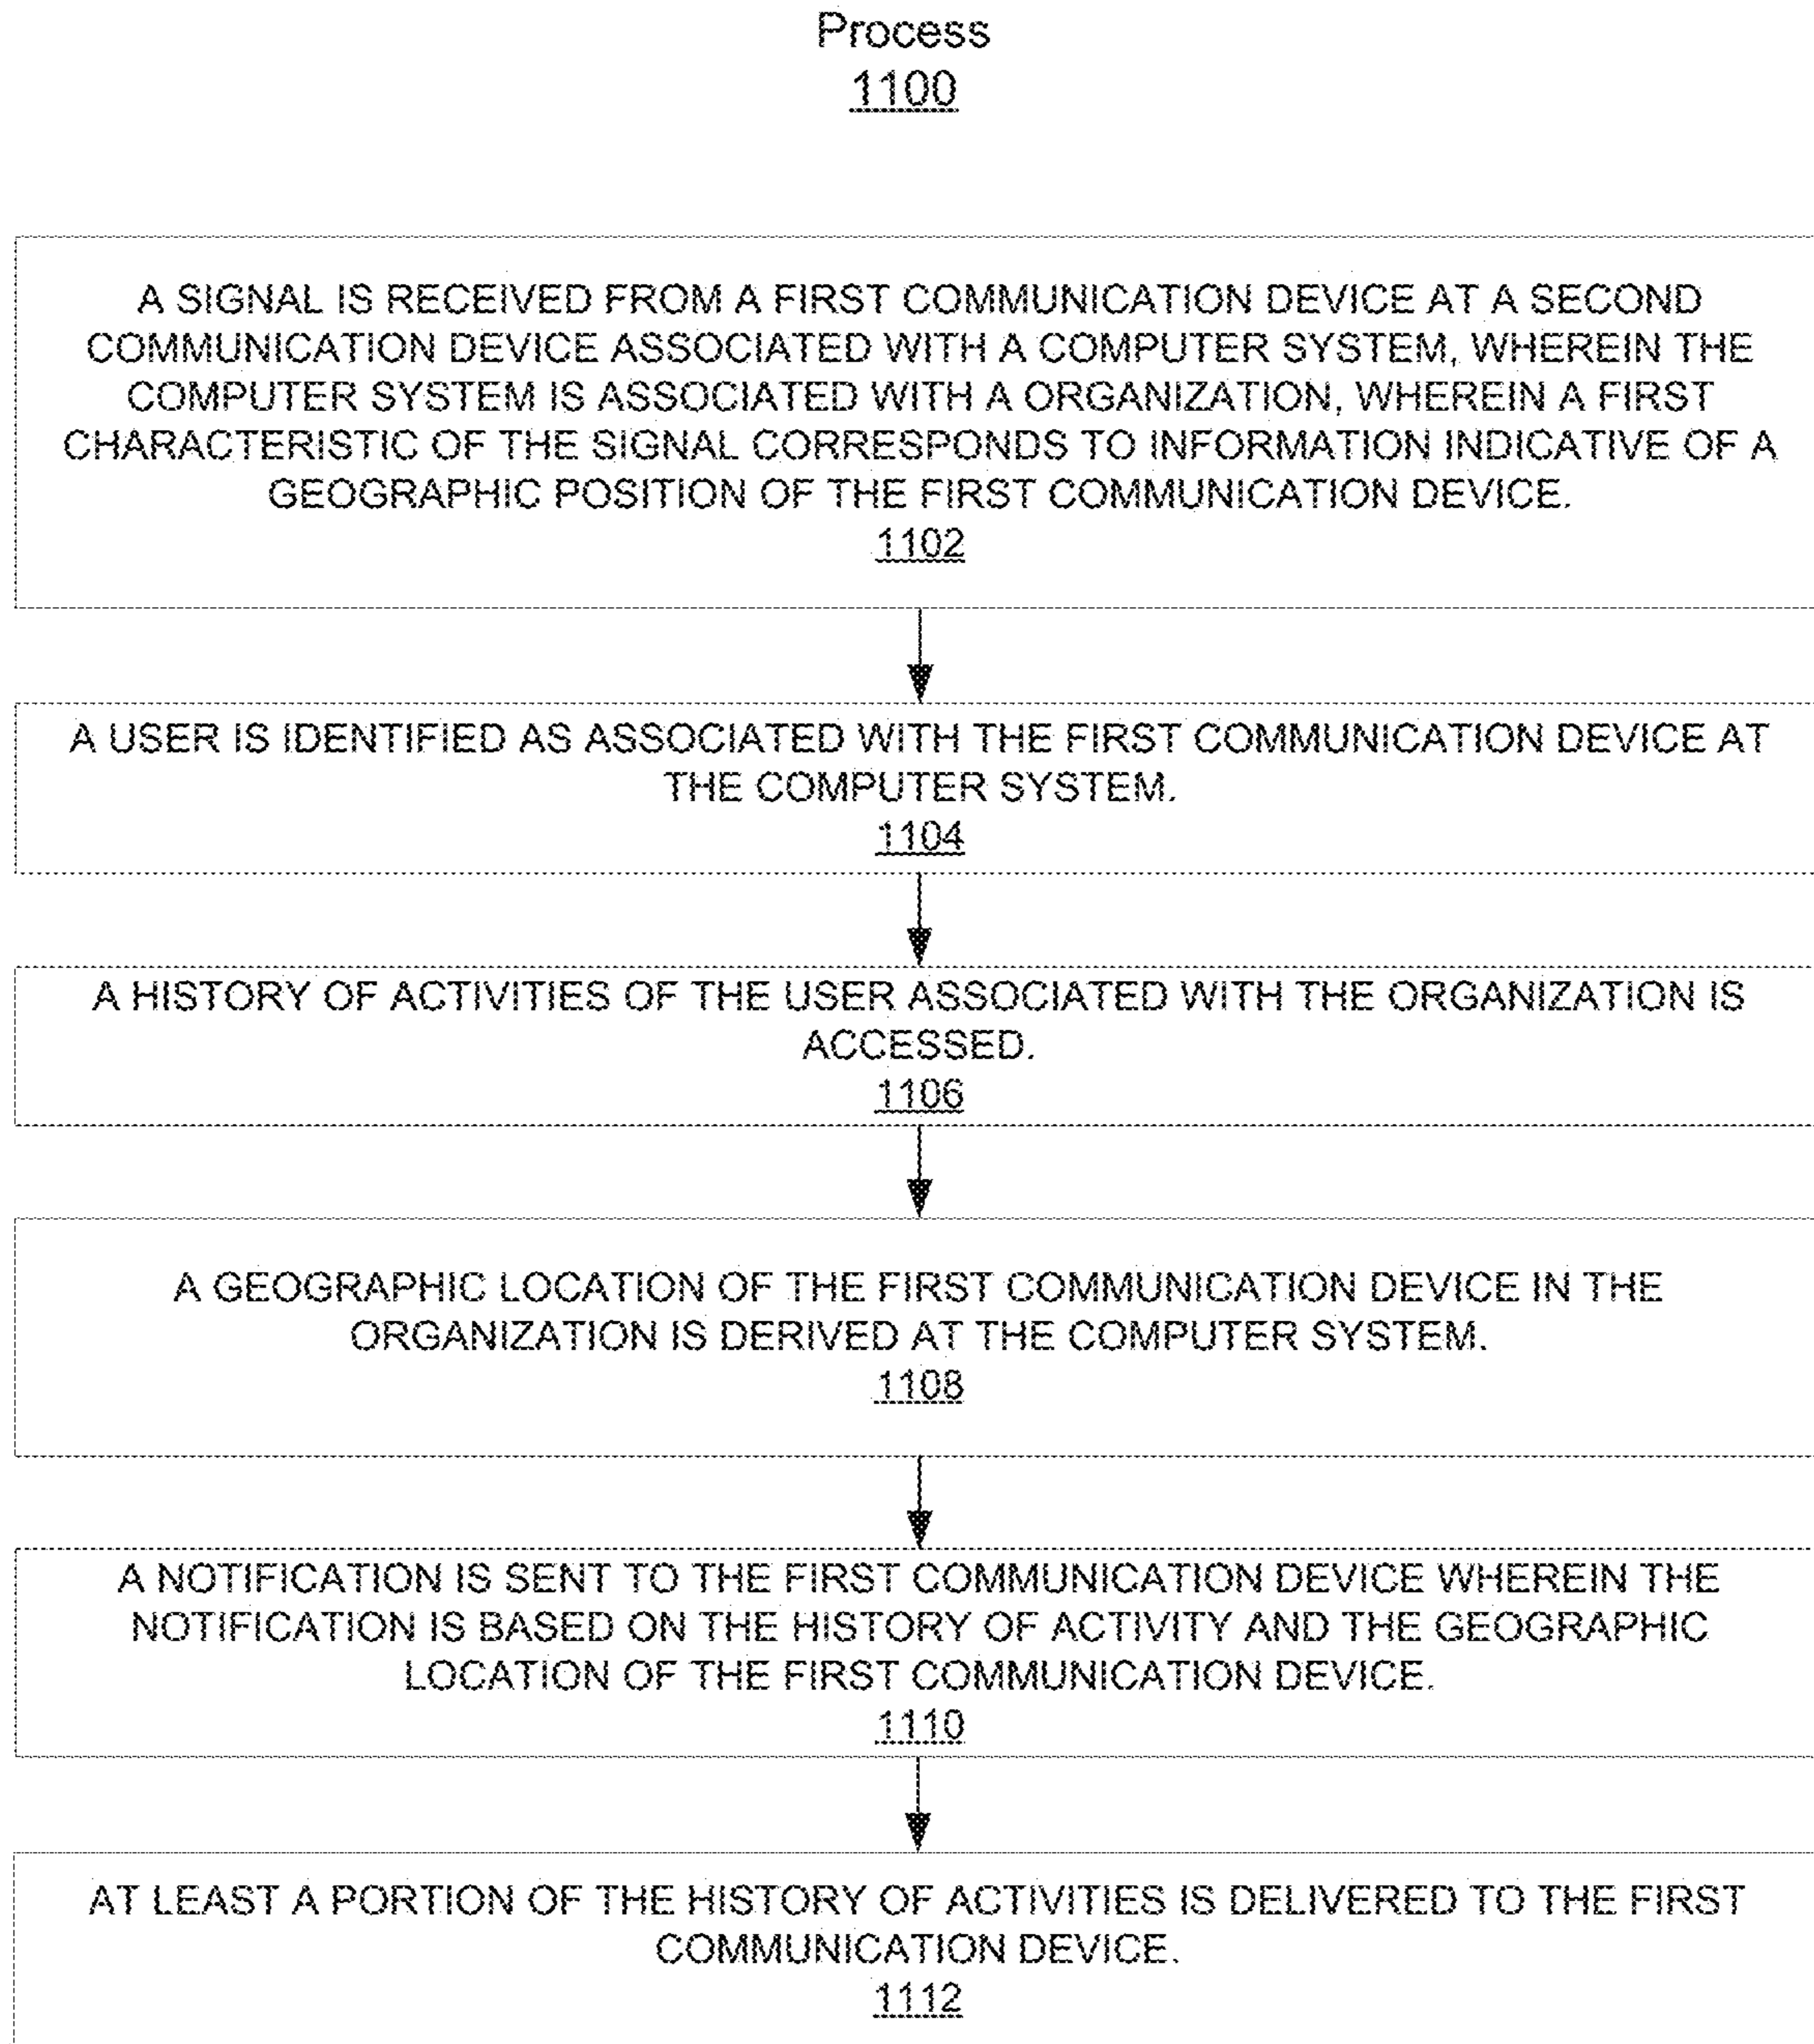 Process
1100
A SIGNAL IS RECEIVED FROM A FIRST COMMUNICATION DEVICE AT A SECOND
COMMUNICATION DEVICE ASSOCIATED WITH A COMPUTER SYSTEM, WHEREIN THE
COMPUTER SYSTEM IS ASSOCIATED WITH A ORGANIZATION, WHEREIN A FIRST
CHARACTERISTIC OF THE SIGNAL CORRESPONDS TO INFORMATION INDICATIVE OF A
GEOGRAPHIC POSITION OF THE FIRST COMMUNICATION DEVICE.
1102
A USER IS IDENTIFIED AS ASSOCIATED WITH THE FIRST COMMUNICATION DEVICE AT
THE COMPUTER SYSTEM.
1104
A HISTORY OF ACTIVITIES OF THE USER ASSOCIATED WITH THE ORGANIZATION IS
ACCESSED.
1106
A GEOGRAPHIC LOCATION OF THE FIRST COMMUNICATION DEVICE IN THE
ORGANIZATION IS DERIVED AT THE COMPUTER SYSTEM.
1108
A NOTIFICATION IS SENT TO THE FIRST COMMUNICATION DEVICE WHEREIN THE
NOTIFICATION IS BASED ON THE HISTORY OF ACTIVITY AND THE GEOGRAPHIC
LOCATION OF THE FIRST COMMUNICATION DEVICE.
1110
AT LEAST A PORTION OF THE HISTORY OF ACTIVITIES IS DELIVERED TO THE FIRST
COMMUNICATION DEVICE.
1112